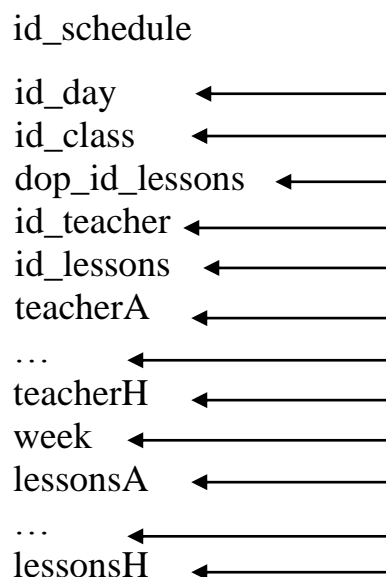 id_schedule
id_day
id_class
dop_id_lessons
id_teacher
id_lessons
teacherA
…
teacherH
week
lessonsA
…
lessonsH